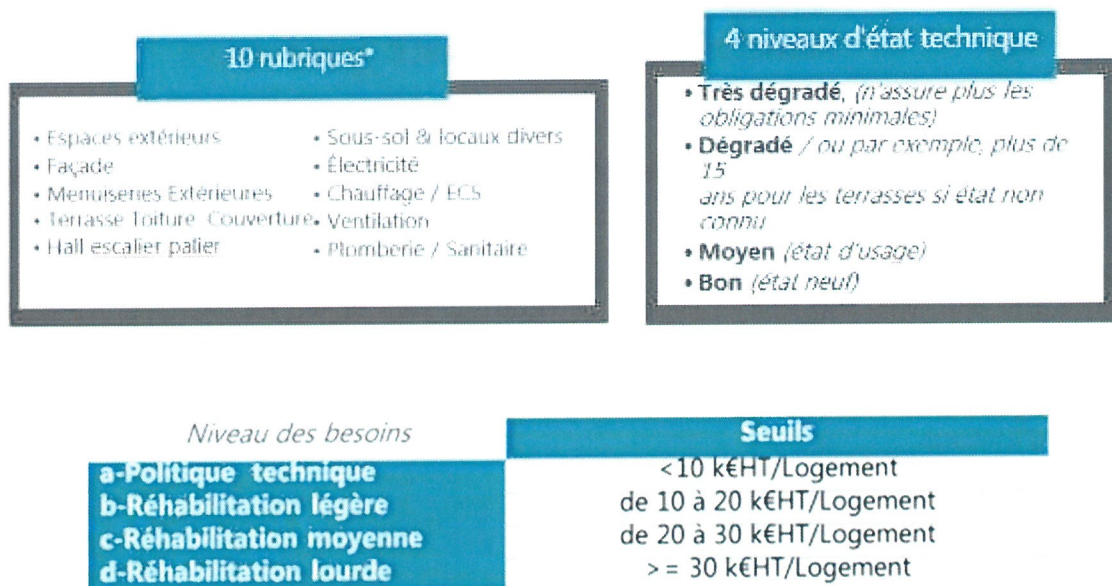 10 rubriques*
• Espaces extérieurs
• Façade
• Menuiseries Extérieures
• Terrasse Toiture Couverture
• Hall escalier palier
• Sous-sol & locaux divers
• Électricité
• Chauffage / ECS
• Ventilation
• Plomberie / Sanitaire
4 niveaux d'état technique
• Très dégradé, (n'assure plus les
obligations minimales)
• Dégradé / ou par exemple, plus de
15
ans pour les terrasses si état non
connu
• Moyen (état d'usage)
• Bon (état neuf)
Niveau des besoins Seuils
a-Politique technique <10 k€HT/Logement
b-Réhabilitation légère de 10 à 20 k€HT/Logement
c-Réhabilitation moyenne de 20 à 30 k€HT/Logement
d-Réhabilitation lourde >= 30 k€HT/Logement